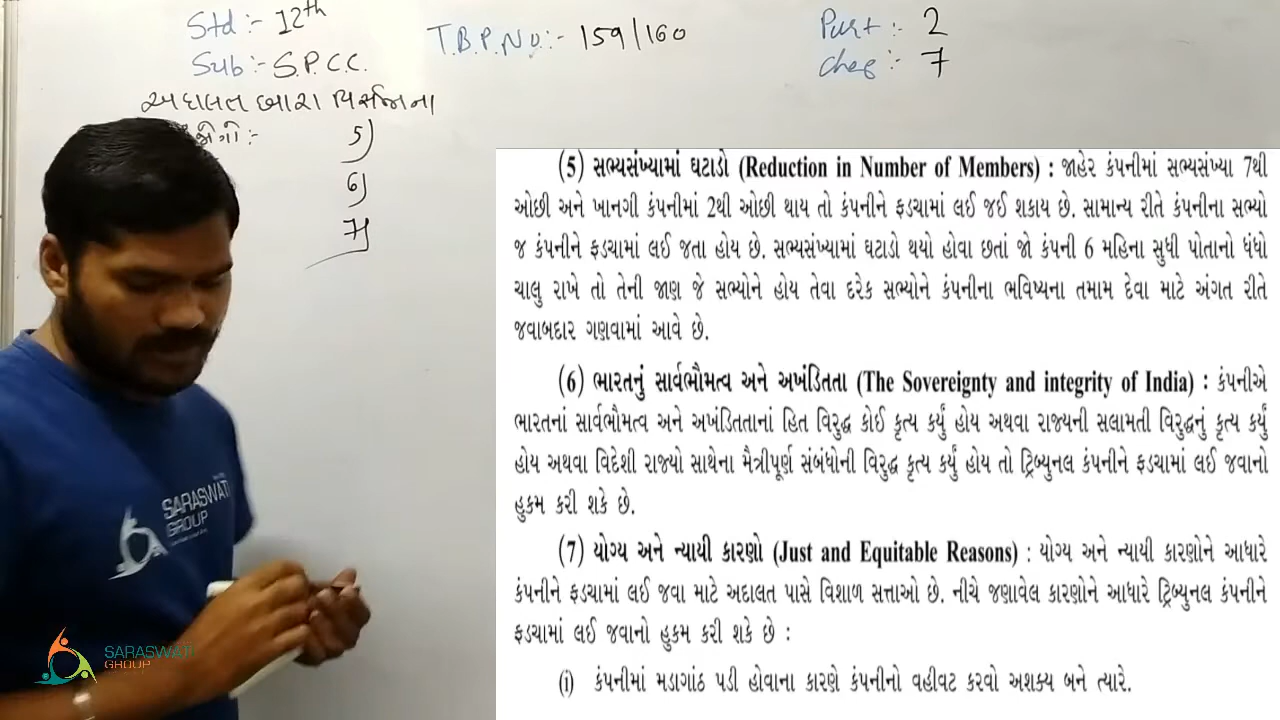 Std :- 12th
Sub :- S.P.C.C.
T.B.P.No :- 159/160
Part : 2
Chep : 7
અદાલત દ્વારા વિસર્જનના
5)
6)
7)
(5) સભ્યસંખ્યામાં ઘટાડો (Reduction in Number of Members) : જાહેર કંપનીમાં સભ્યસંખ્યા 7થી
ઓછી અને ખાનગી કંપનીમાં 2થી ઓછી થાય તો કંપનીને ફડચામાં લઈ જઈ શકાય છે. સામાન્ય રીતે કંપનીના સભ્યો
જ કંપનીને ફડચામાં લઈ જતા હોય છે. સભ્યસંખ્યામાં ઘટાડો થયો હોવા છતાં જો કંપની 6 મહિના સુધી પોતાનો ધંધો
ચાલુ રાખે તો તેની જાણ જે સભ્યોને હોય તેવા દરેક સભ્યોને કંપનીના ભવિષ્યના તમામ દેવા માટે અંગત રીતે
જવાબદાર ગણવામાં આવે છે.
(6) ભારતનું સાર્વભૌમત્વ અને અખંડિતતા (The Sovereignty and integrity of India) : કંપનીએ
ભારતનાં સાર્વભૌમત્વ અને અખંડિતતાનાં હિત વિરુદ્ધ કોઈ કૃત્ય કર્યું હોય અથવા રાજ્યની સલામતી વિરુદ્ધનું કૃત્ય કર્યું
હોય અથવા વિદેશી રાજ્યો સાથેના મૈત્રીપૂર્ણ સંબંધોની વિરુદ્ધ કૃત્ય કર્યું હોય તો ટ્રિબ્યુનલ કંપનીને ફડચામાં લઈ જવાનો
હુકમ કરી શકે છે.
(7) યોગ્ય અને ન્યાયી કારણો (Just and Equitable Reasons) : યોગ્ય અને ન્યાયી કારણોને આધારે
કંપનીને ફડચામાં લઈ જવા માટે અદાલત પાસે વિશાળ સત્તાઓ છે. નીચે જણાવેલ કારણોને આધારે ટ્રિબ્યુનલ કંપનીને
ફડચામાં લઈ જવાનો હુકમ કરી શકે છે :
(i) કંપનીમાં મડાગાંઠ પડી હોવાના કારણે કંપનીનો વહીવટ કરવો અશક્ય બને ત્યારે.
SARASWATI
GROUP
SARASWATI
GROUP